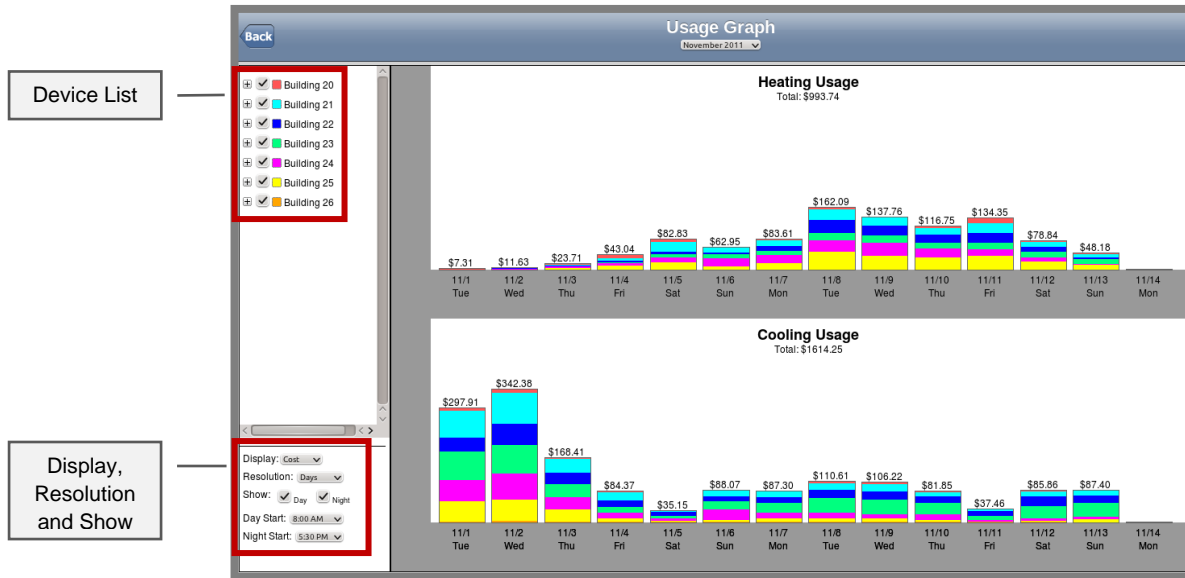 Back
Usage Graph
November 2011
Device List
Building 20
Building 21
Building 22
Building 23
Building 24
Building 25
Building 26
Heating Usage
Total: $993.74
$7.31 $11.63 $23.71 $43.04 $82.83 $62.95 $83.61 $162.09 $137.76 $116.75 $134.35 $78.84 $48.18
11/1 11/2 11/3 11/4 11/5 11/6 11/7 11/8 11/9 11/10 11/11 11/12 11/13 11/14
Tue Wed Thu Fri Sat Sun Mon Tue Wed Thu Fri Sat Sun Mon
Cooling Usage
Total: $1614.25
$297.91 $342.38 $168.41 $84.37 $35.15 $88.07 $87.30 $110.61 $106.22 $81.85 $37.46 $85.86 $87.40
11/1 11/2 11/3 11/4 11/5 11/6 11/7 11/8 11/9 11/10 11/11 11/12 11/13 11/14
Tue Wed Thu Fri Sat Sun Mon Tue Wed Thu Fri Sat Sun Mon
Display,
Resolution
and Show
Display: Cost
Resolution: Days
Show: Day Night
Day Start: 8:00 AM
Night Start: 5:30 PM